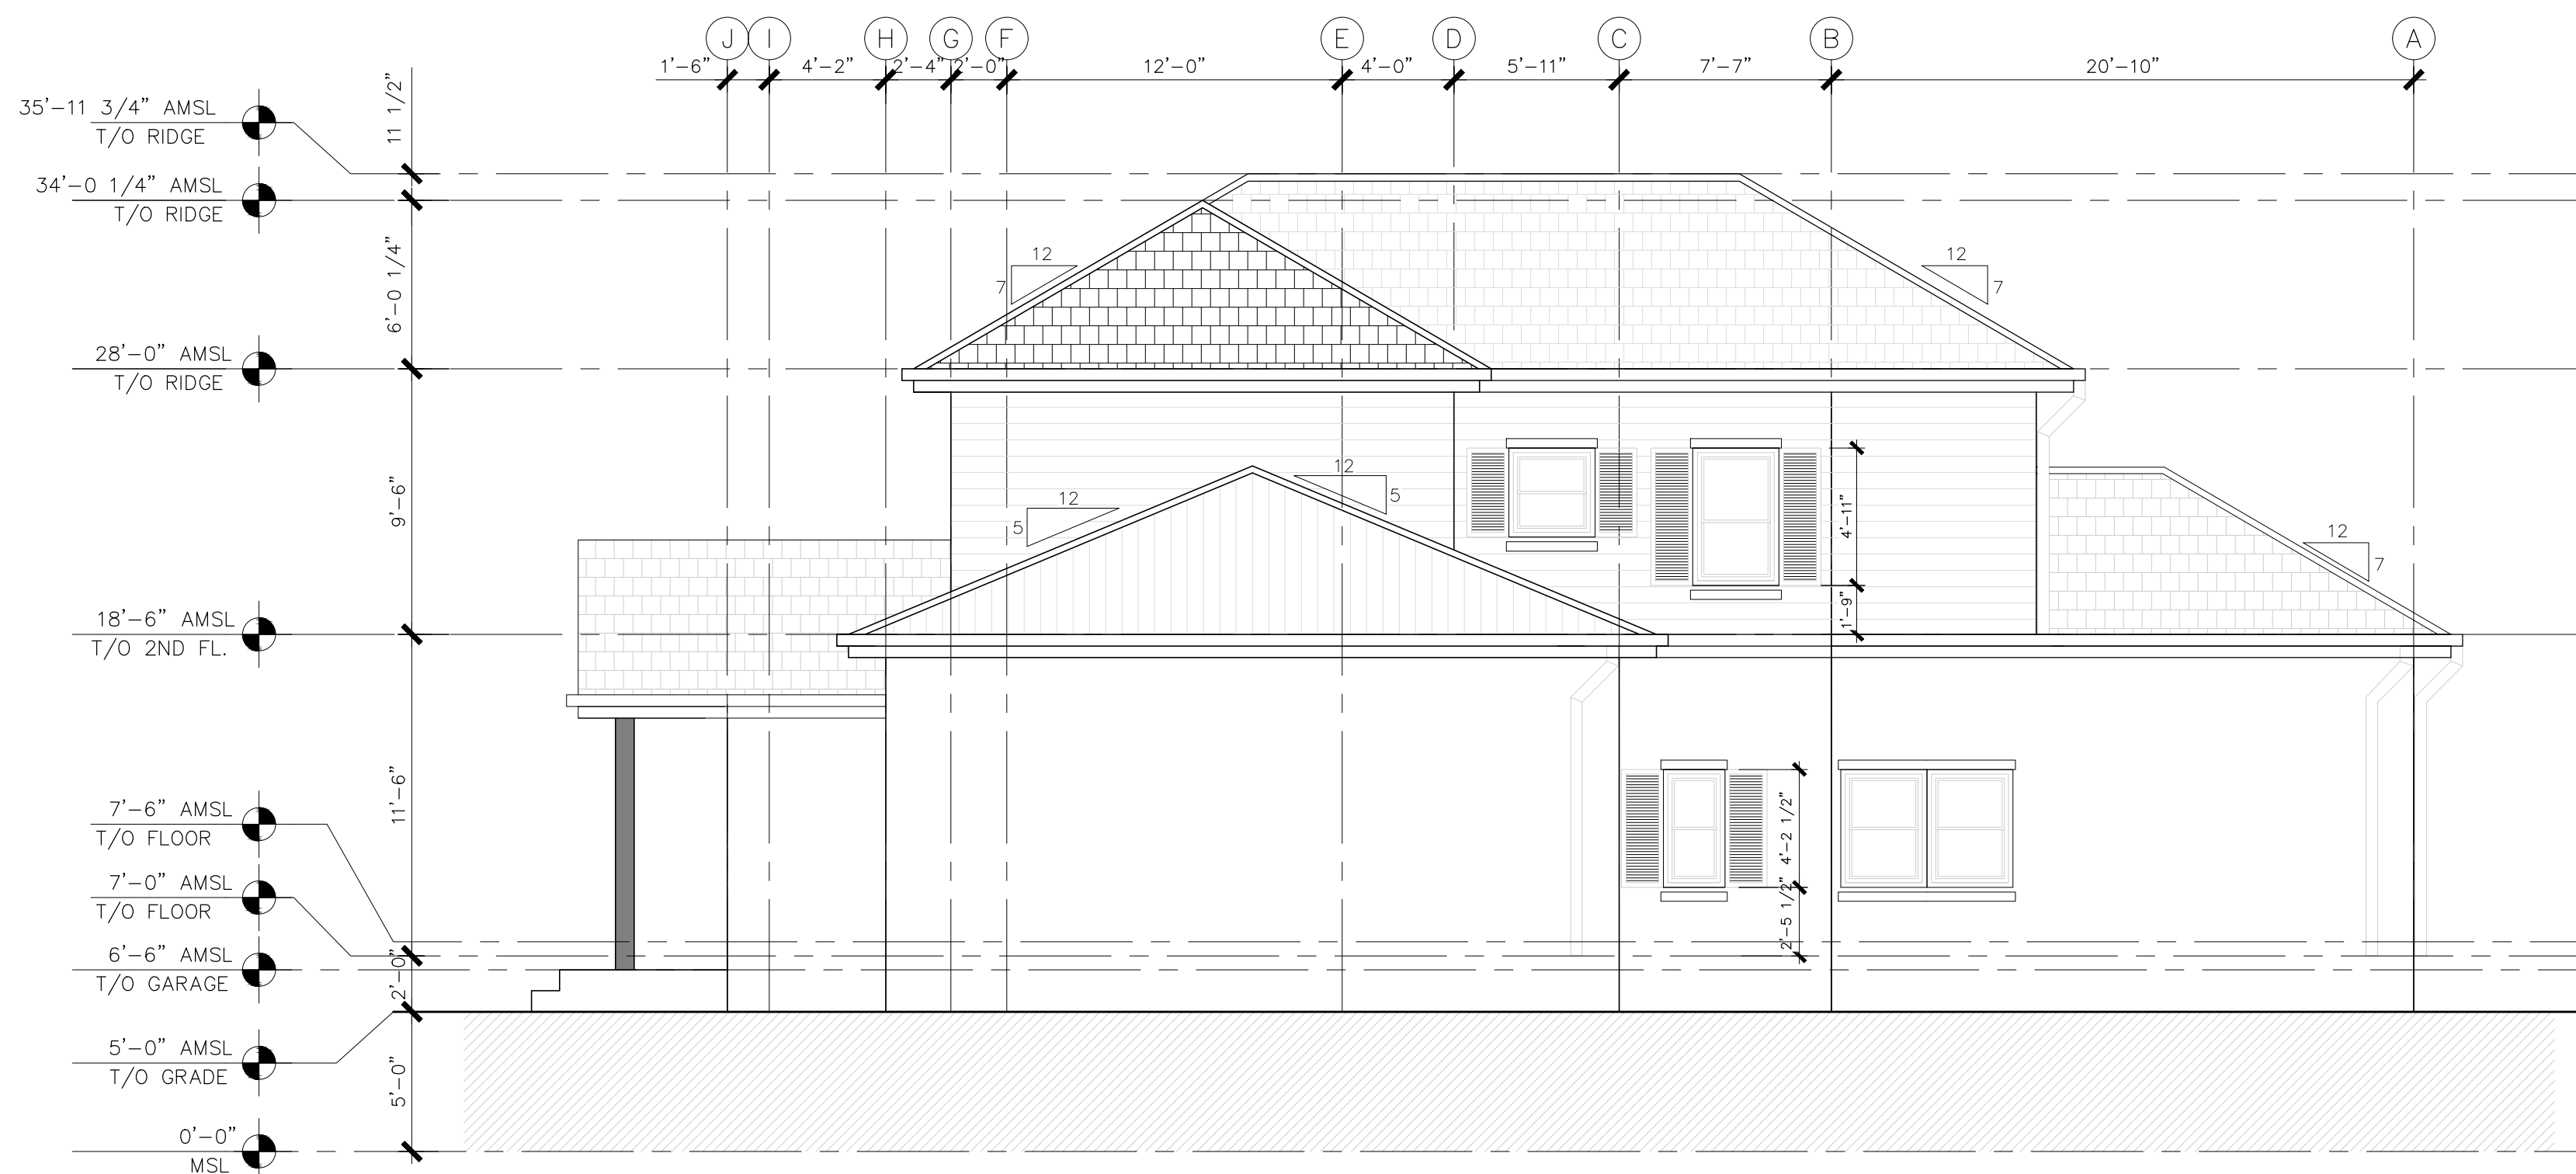 J I H G F E D C B A
1'-6" 4'-2" 2'-4" 2'-0" 12'-0" 4'-0" 5'-11" 7'-7" 20'-10"
35'-11 3/4" AMSL
T/O RIDGE
11 1/2"
34'-0 1/4" AMSL
T/O RIDGE
6'-0 1/4"
12
7
12
7
28'-0" AMSL
T/O RIDGE
9'-6"
12
5
12
5
4'-11"
1'-9"
12
7
18'-6" AMSL
T/O 2ND FL.
11'-6"
7'-6" AMSL
T/O FLOOR
4'-2 1/2"
2'-5 1/2"
7'-0" AMSL
T/O FLOOR
6'-6" AMSL
T/O GARAGE
2'-0"
5'-0" AMSL
T/O GRADE
5'-0"
0'-0"
MSL